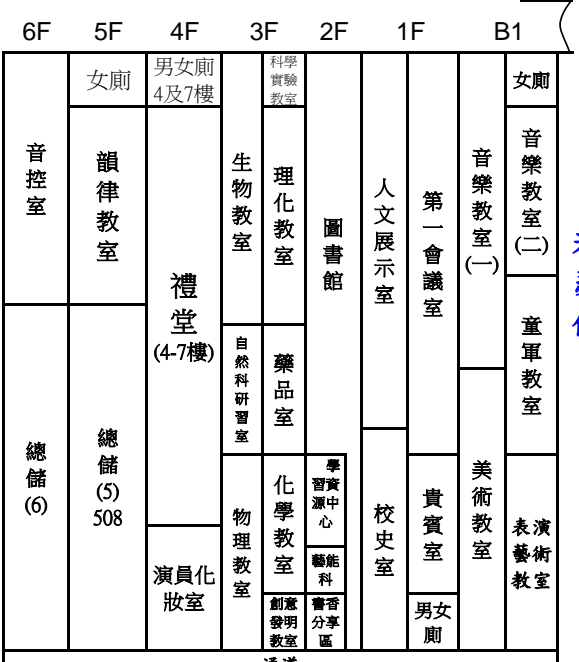 6F 5F 4F 3F 2F 1F B1
音控室
總儲(6)
女廁
韻律教室
總儲(5)508
男女廁
4及7樓
禮堂
(4-7樓)
演員化
妝室
生物教室
自然科研習室
物理教室
科學
實驗
教室
理化教室
藥品室
化學教室
創意
發明
教室
圖書館
學
習資
源中
心
藝能
科
書香
分享
區
人文展示室
校史室
第一會議室
貴賓室
男女
廁
音樂教室(一)
美術教室
女廁
音樂教室(二)
童軍教室
表演
藝術
教室